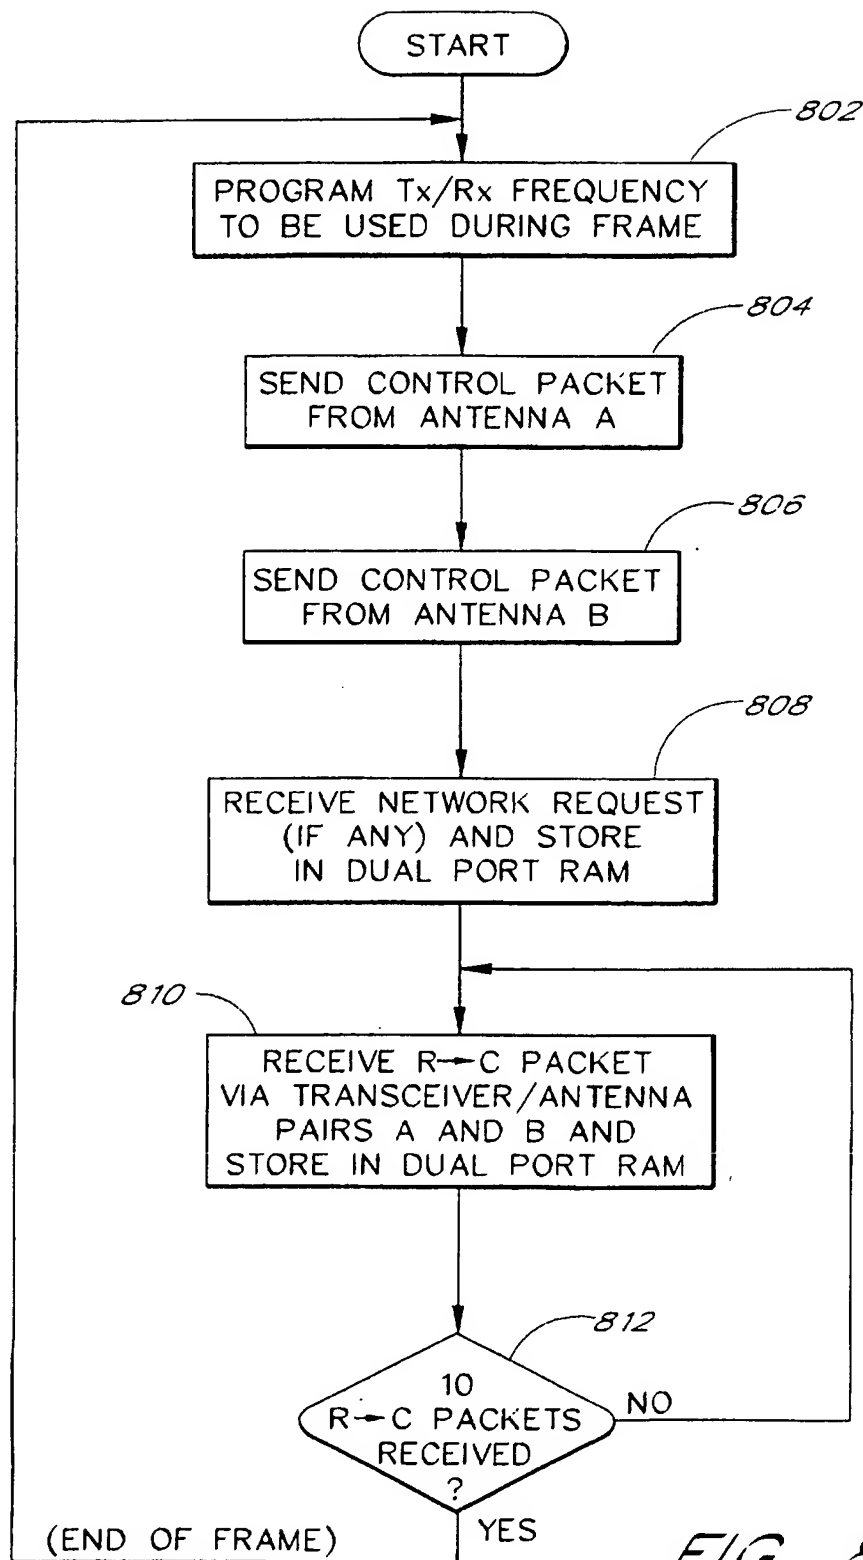 START
802
PROGRAM Tx/Rx FREQUENCY
TO BE USED DURING FRAME
804
SEND CONTROL PACKET
FROM ANTENNA A
806
SEND CONTROL PACKET
FROM ANTENNA B
808
RECEIVE NETWORK REQUEST
(IF ANY) AND STORE
IN DUAL PORT RAM
810
RECEIVE R→C PACKET
VIA TRANSCEIVER/ANTENNA
PAIRS A AND B AND
STORE IN DUAL PORT RAM
812
10
R→C PACKETS
RECEIVED
?
NO
YES
(END OF FRAME)
FIG.